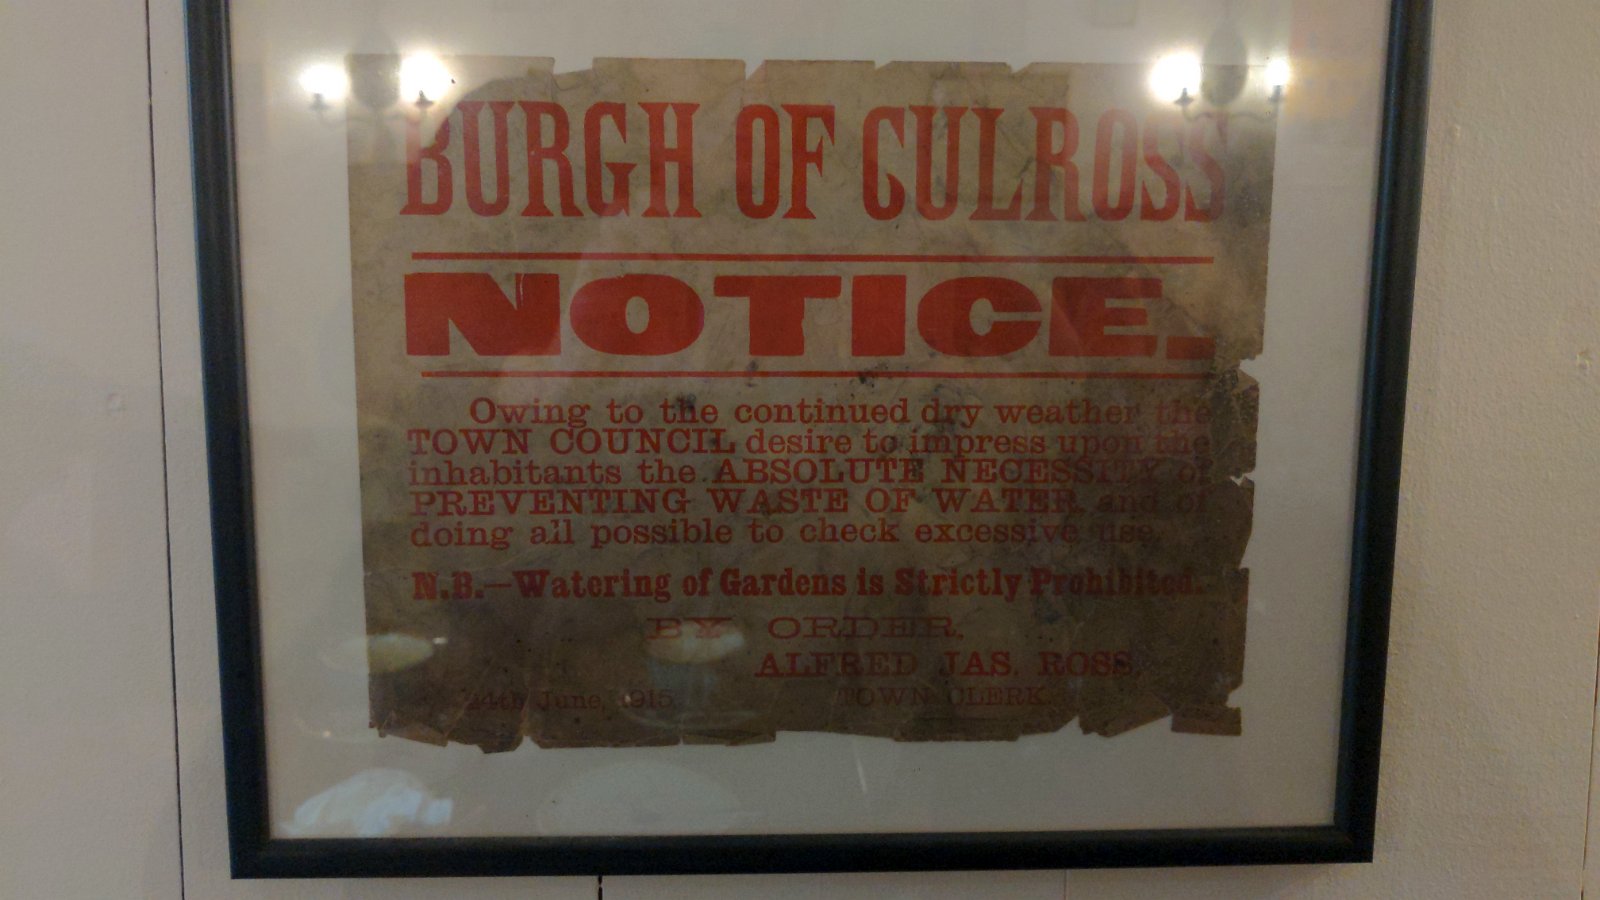 BURGH OF CULROSS
NOTICE.
Owing to the continued dry weather the
TOWN COUNCIL desire to impress upon the
inhabitants the ABSOLUTE NECESSITY of
PREVENTING WASTE OF WATER, and of
doing all possible to check excessive use.
N.B.—Watering of Gardens is Strictly Prohibited.
BY ORDER,
ALFRED JAS. ROSS,
24th June, 1915 TOWN CLERK.